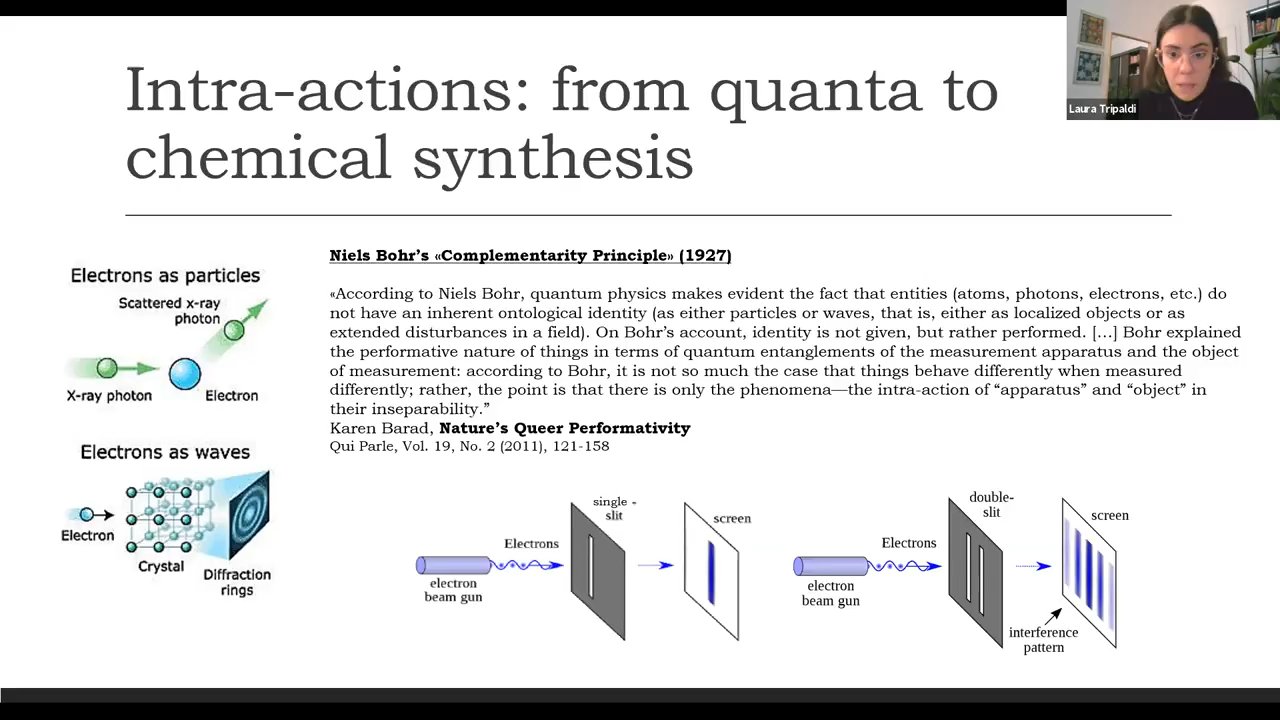 Laura Tripaldi
Intra-actions: from quanta to
chemical synthesis
Electrons as particles
Scattered x-ray
photon
X-ray photon
Electron
Electrons as waves
Electron
Crystal
Diffraction
rings
Niels Bohr’s «Complementarity Principle» (1927)
«According to Niels Bohr, quantum physics makes evident the fact that entities (atoms, photons, electrons, etc.) do
not have an inherent ontological identity (as either particles or waves, that is, either as localized objects or as
extended disturbances in a field). On Bohr’s account, identity is not given, but rather performed. […] Bohr explained
the performative nature of things in terms of quantum entanglements of the measurement apparatus and the object
of measurement: according to Bohr, it is not so much the case that things behave differently when measured
differently; rather, the point is that there is only the phenomena—the intra-action of “apparatus” and “object” in
their inseparability.”
Karen Barad, Nature’s Queer Performativity
Qui Parle, Vol. 19, No. 2 (2011), 121-158
single -
slit
screen
Electrons
electron
beam gun
double-
slit
screen
Electrons
electron
beam gun
interference
pattern